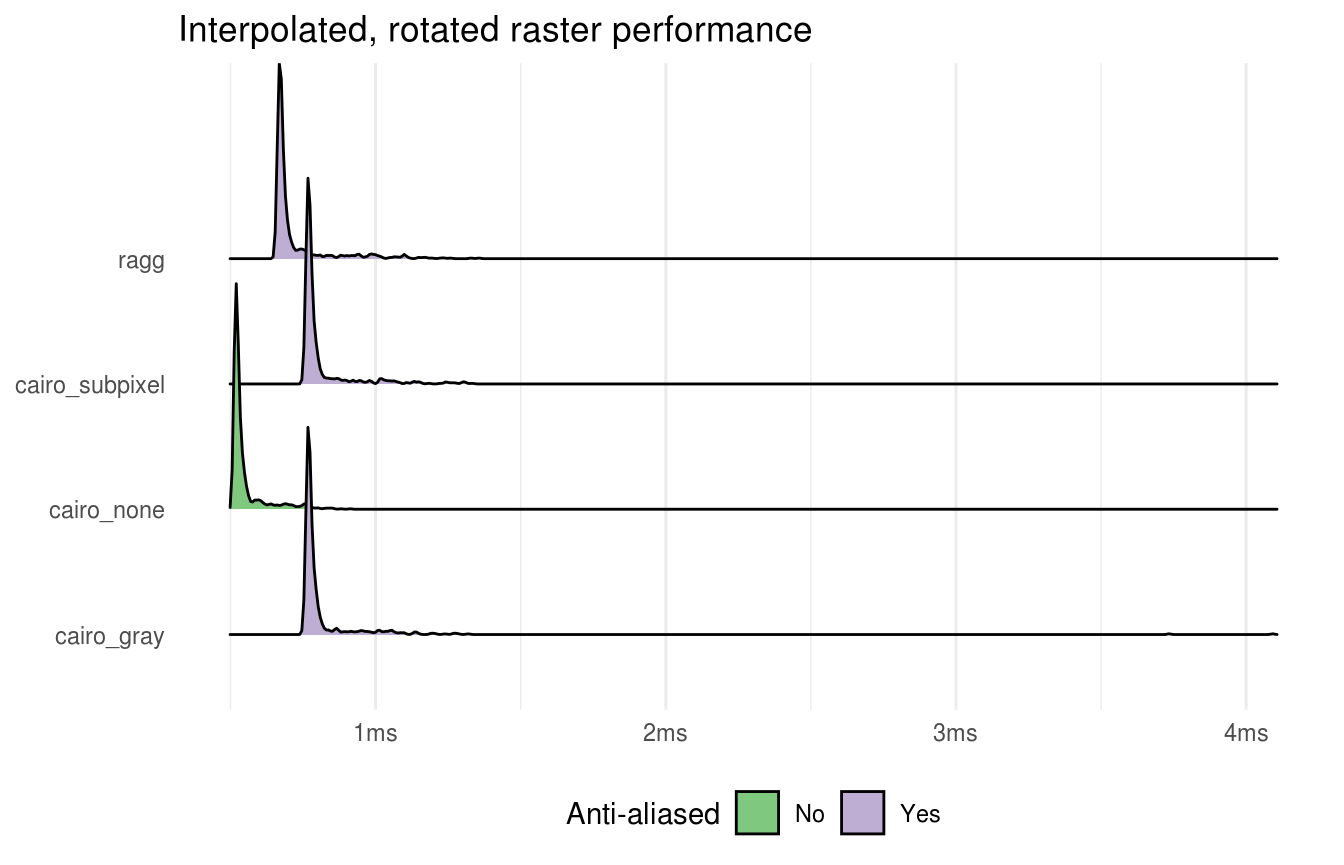 Interpolated, rotated raster performance
ragg
cairo_subpixel
cairo_none
cairo_gray
1ms 2ms 3ms 4ms
Anti-aliased No Yes